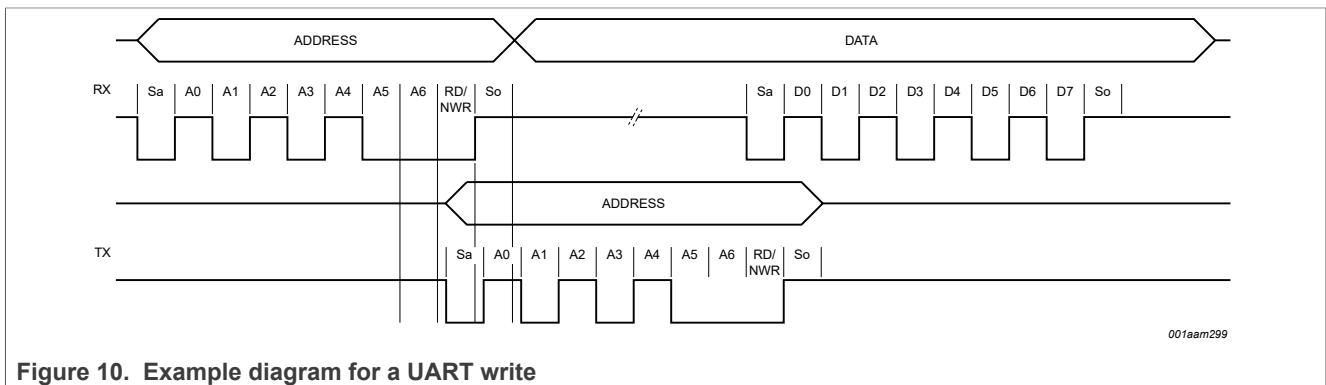 ADDRESS DATA
RX Sa A0 A1 A2 A3 A4 A5 A6 RD/NWR So Sa D0 D1 D2 D3 D4 D5 D6 D7 So
ADDRESS
TX Sa A0 A1 A2 A3 A4 A5 A6 RD/NWR So
001aam299
Figure 10. Example diagram for a UART write